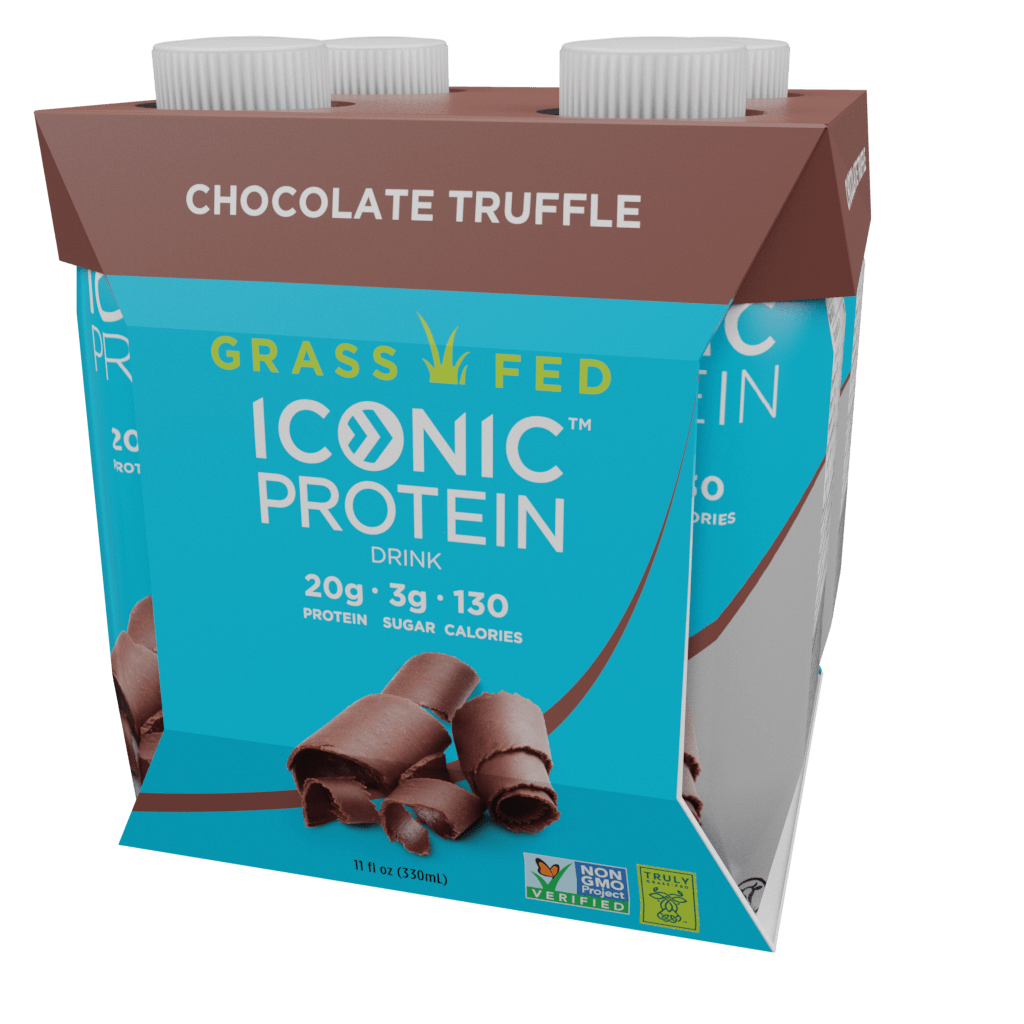 CHOCOLATE TRUFFLE
GRASS FED
ICONIC™
PROTEIN
DRINK
20g · 3g · 130
PROTEIN SUGAR CALORIES
11 fl oz (330mL)
NON
GMO
Project
VERIFIED
TRULY